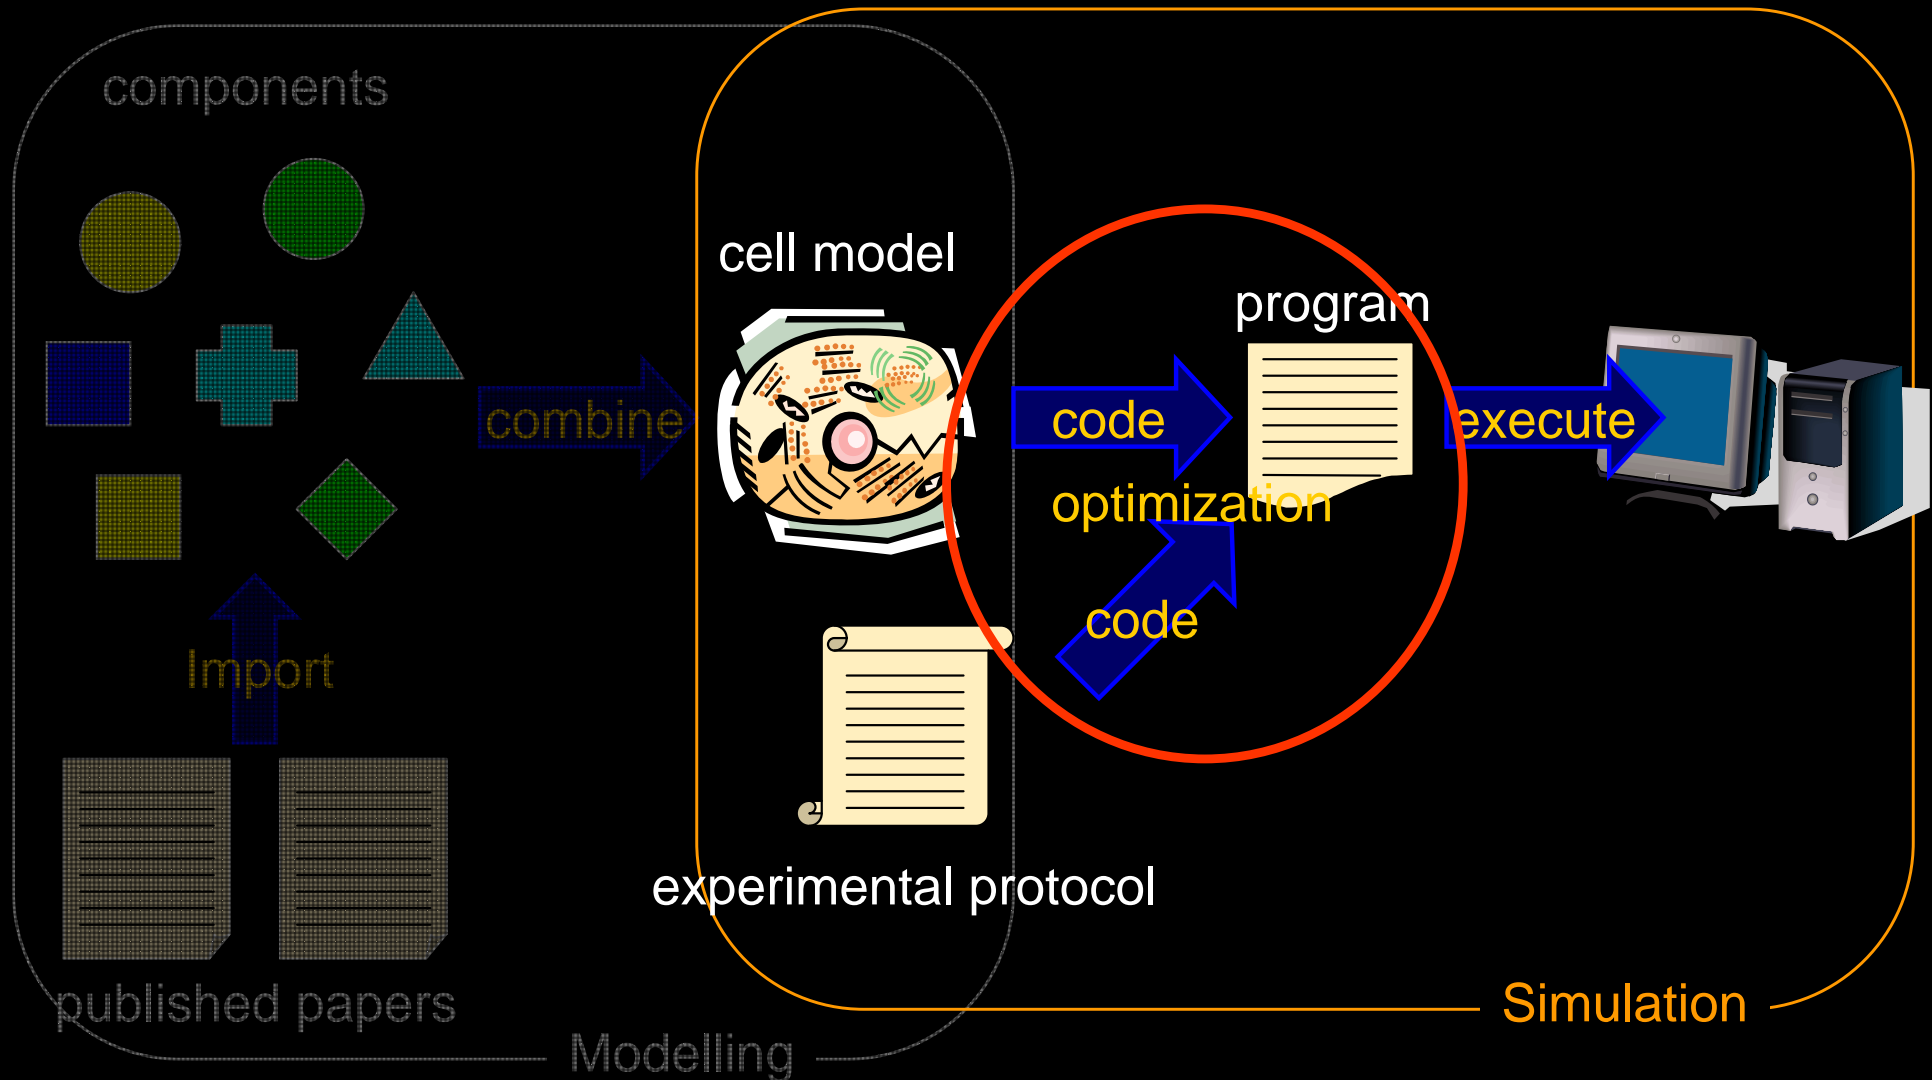 components
cell model
program
combine
code
execute
optimization
code
Import
experimental protocol
published papers
Simulation
Modelling